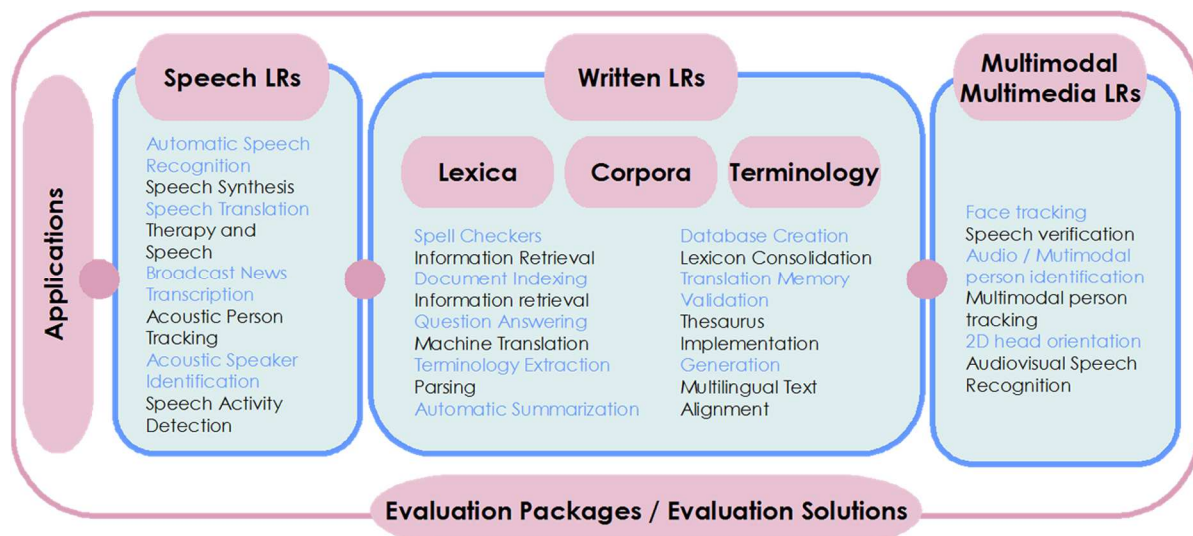 Applications
Speech LRs
Automatic Speech
Recognition
Speech Synthesis
Speech Translation
Therapy and
Speech
Broadcast News
Transcription
Acoustic Person
Tracking
Acoustic Speaker
Identification
Speech Activity
Detection
Written LRs
Lexica
Corpora
Terminology
Spell Checkers
Information Retrieval
Document Indexing
Information retrieval
Question Answering
Machine Translation
Terminology Extraction
Parsing
Automatic Summarization
Database Creation
Lexicon Consolidation
Translation Memory
Validation
Thesaurus
Implementation
Generation
Multilingual Text
Alignment
Multimodal
Multimedia LRs
Face tracking
Speech verification
Audio / Mutimodal
person identification
Multimodal person
tracking
2D head orientation
Audiovisual Speech
Recognition
Evaluation Packages / Evaluation Solutions